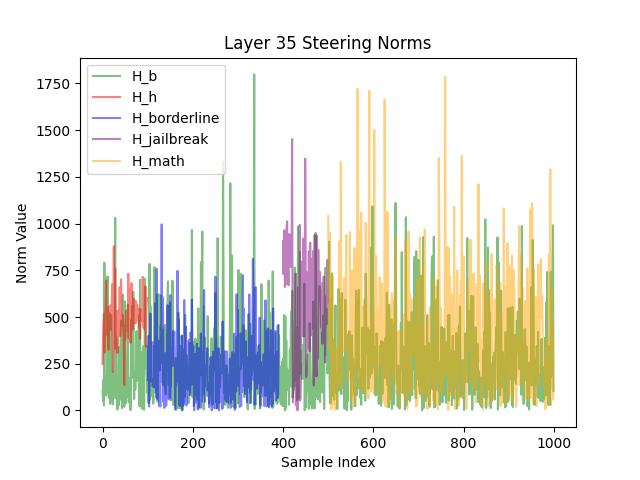 Layer 35 Steering Norms
H_b
H_h
H_borderline
H_jailbreak
H_math
Norm Value
1750
1500
1250
1000
750
500
250
0
0 200 400 600 800 1000
Sample Index